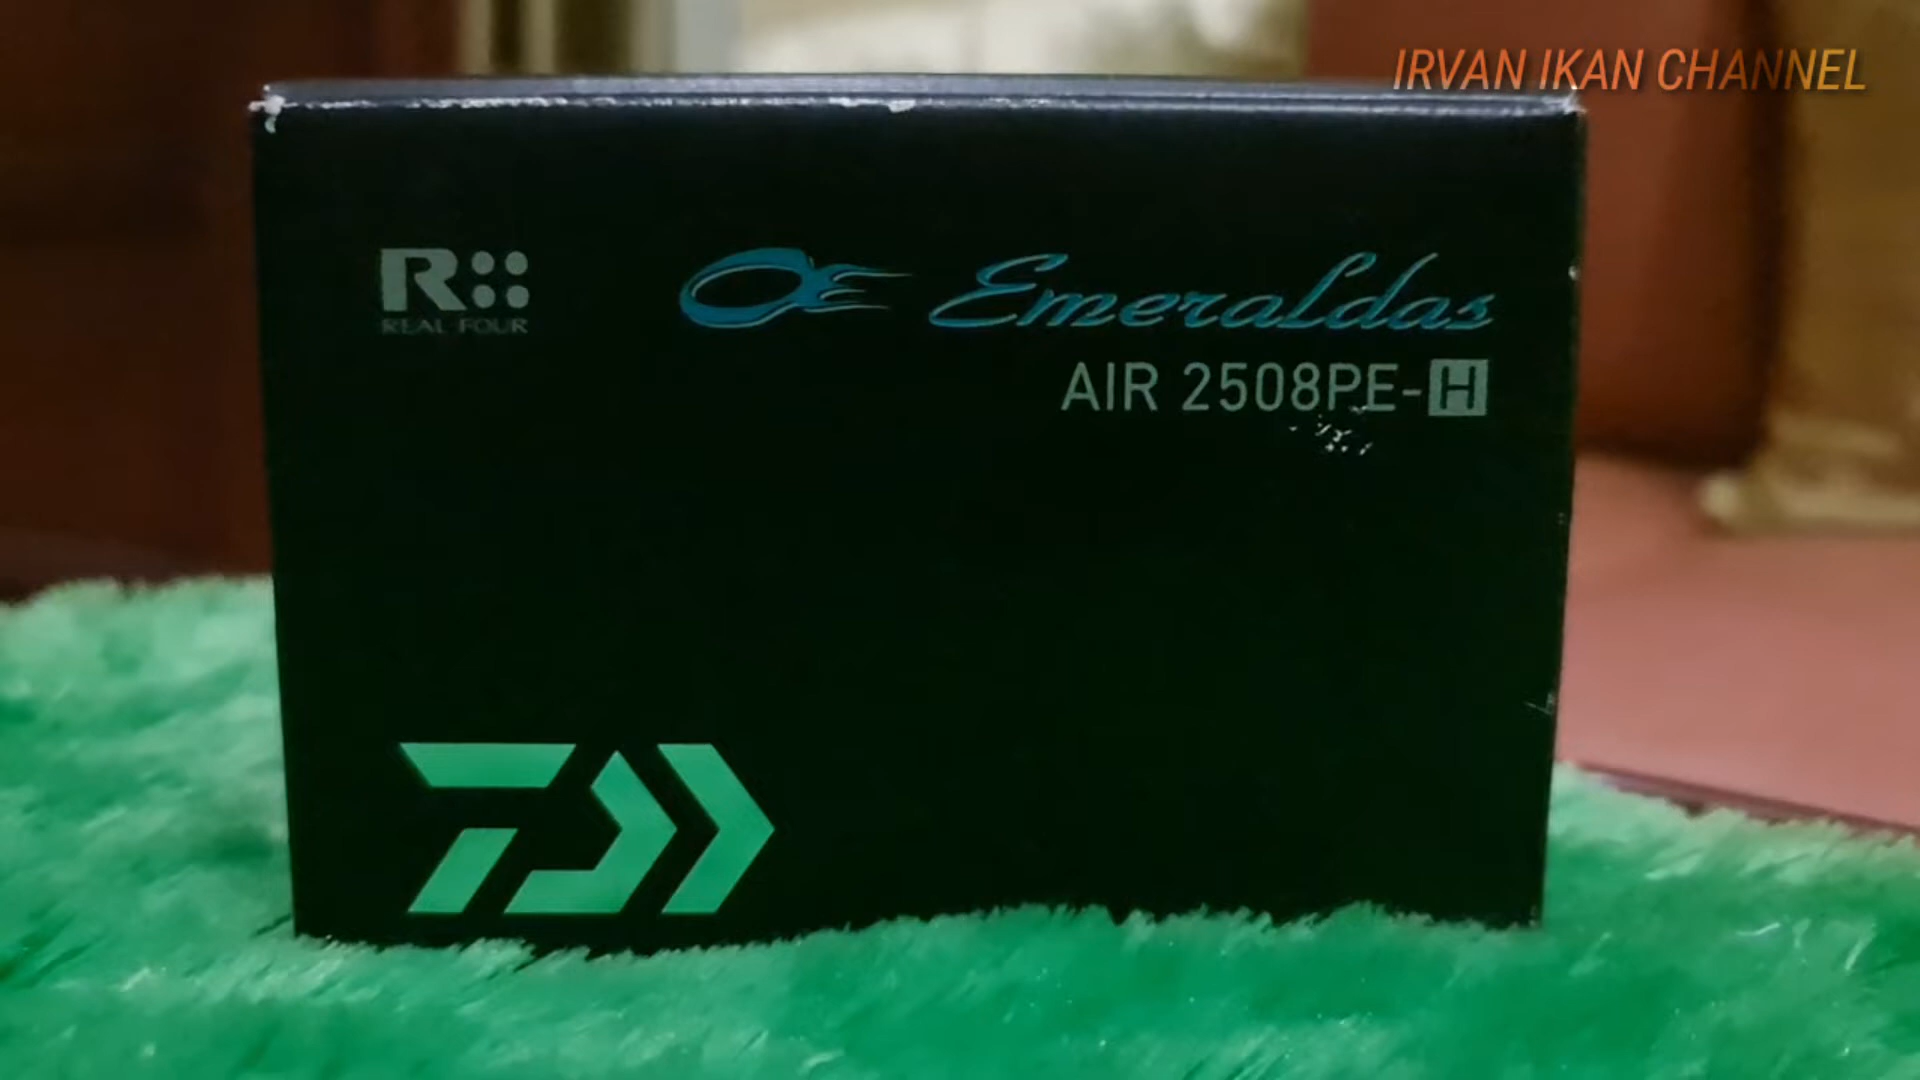 IRVAN IKAN CHANNEL
R
REAL FOUR
Emeraldas
AIR 2508PE-H